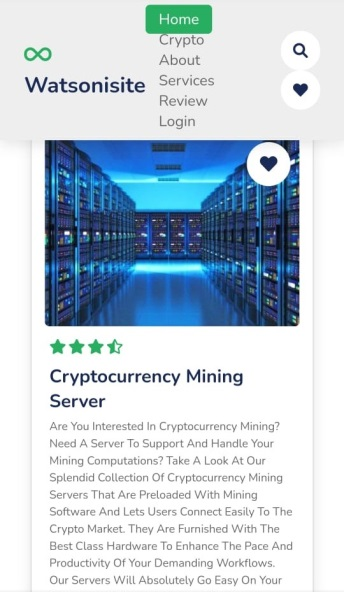 Home
Crypto
About
Services
Review
Login
Watsonisite
Cryptocurrency Mining
Server
Are You Interested In Cryptocurrency Mining?
Need A Server To Support And Handle Your
Mining Computations? Take A Look At Our
Splendid Collection Of Cryptocurrency Mining
Servers That Are Preloaded With Mining
Software And Lets Users Connect Easily To The
Crypto Market. They Are Furnished With The
Best Class Hardware To Enhance The Pace And
Productivity Of Your Demanding Workflows.
Our Servers Will Absolutely Go Easy On Your